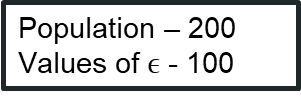 Population – 200
Values of ϵ - 100